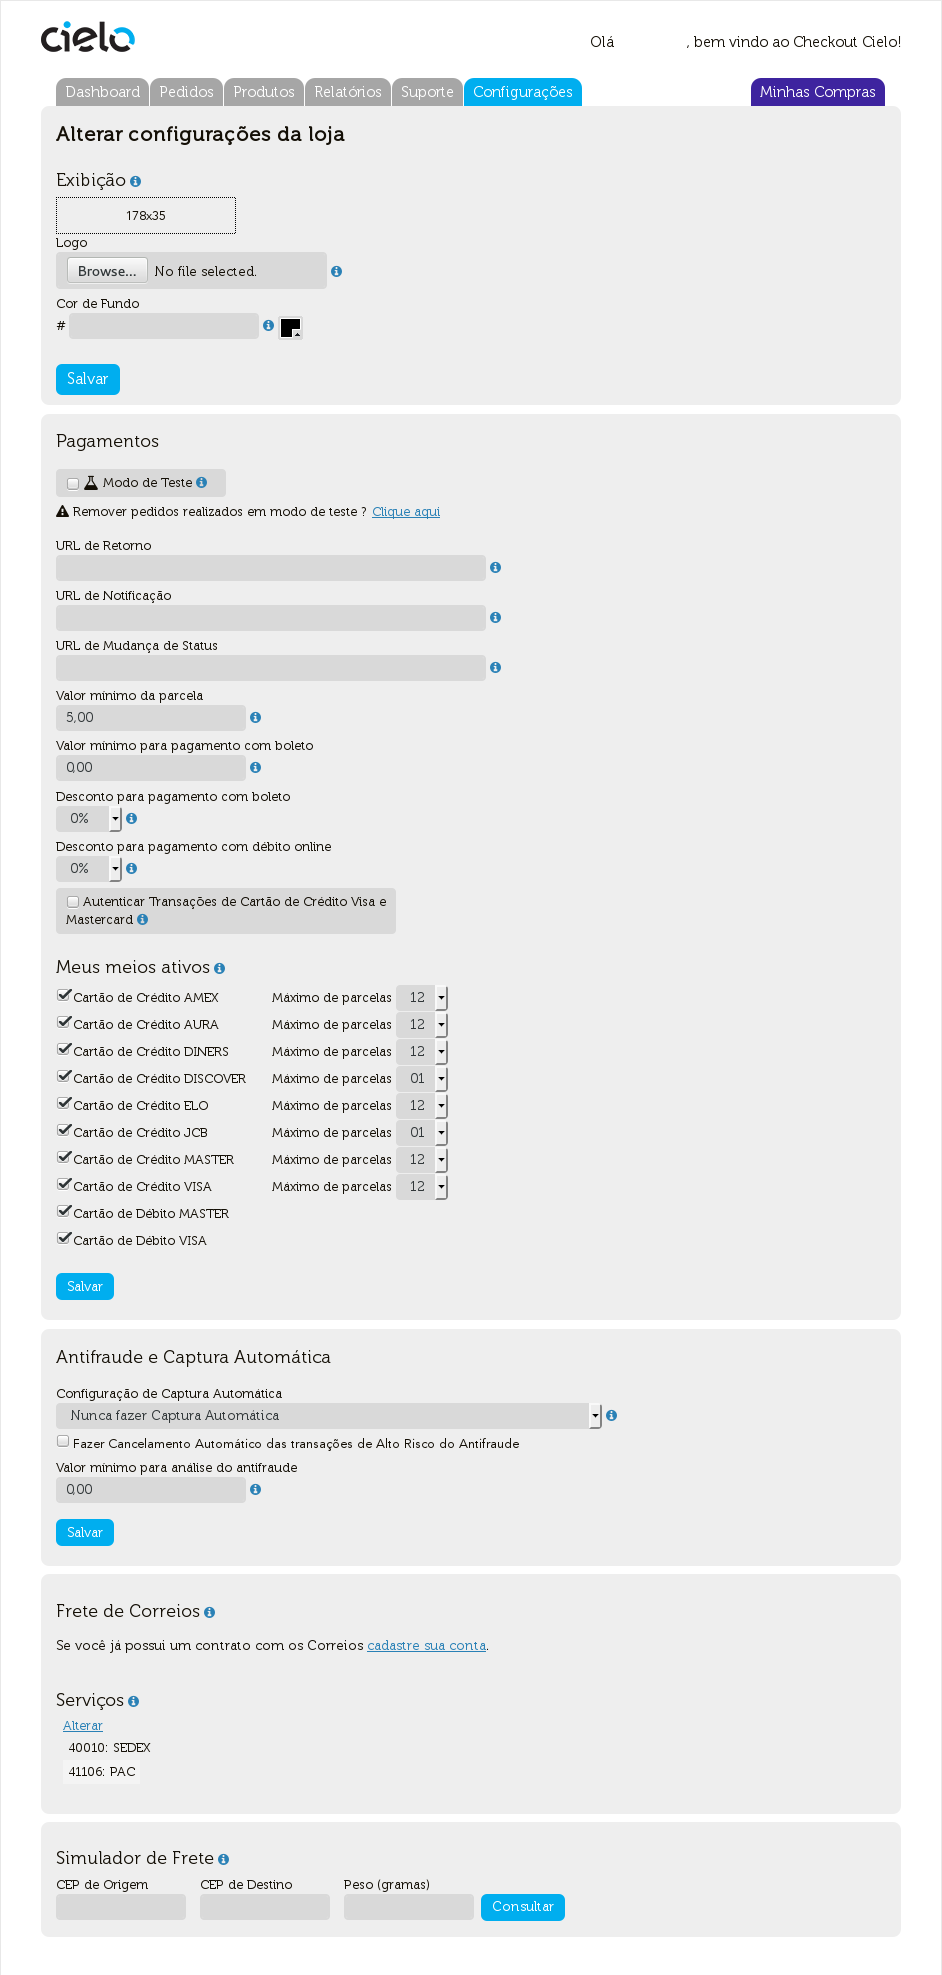 cielo
Olá , bem vindo ao Checkout Cielo!
Dashboard Pedidos Produtos Relatórios Suporte Configurações Minhas Compras
Alterar configurações da loja
Exibição
178x35
Logo
Browse... No file selected.
Cor de Fundo
#
Salvar
Pagamentos
Modo de Teste
Remover pedidos realizados em modo de teste ? Clique aqui
URL de Retorno
URL de Notificação
URL de Mudança de Status
Valor mínimo da parcela
5,00
Valor mínimo para pagamento com boleto
0,00
Desconto para pagamento com boleto
0%
Desconto para pagamento com débito online
0%
Autenticar Transações de Cartão de Crédito Visa e
Mastercard
Meus meios ativos
Cartão de Crédito AMEX Máximo de parcelas 12
Cartão de Crédito AURA Máximo de parcelas 12
Cartão de Crédito DINERS Máximo de parcelas 12
Cartão de Crédito DISCOVER Máximo de parcelas 01
Cartão de Crédito ELO Máximo de parcelas 12
Cartão de Crédito JCB Máximo de parcelas 01
Cartão de Crédito MASTER Máximo de parcelas 12
Cartão de Crédito VISA Máximo de parcelas 12
Cartão de Débito MASTER
Cartão de Débito VISA
Salvar
Antifraude e Captura Automática
Configuração de Captura Automática
Nunca fazer Captura Automática
Fazer Cancelamento Automático das transações de Alto Risco do Antifraude
Valor mínimo para análise do antifraude
0,00
Salvar
Frete de Correios
Se você já possui um contrato com os Correios cadastre sua conta.
Serviços
Alterar
40010: SEDEX
41106: PAC
Simulador de Frete
CEP de Origem CEP de Destino Peso (gramas)
Consultar